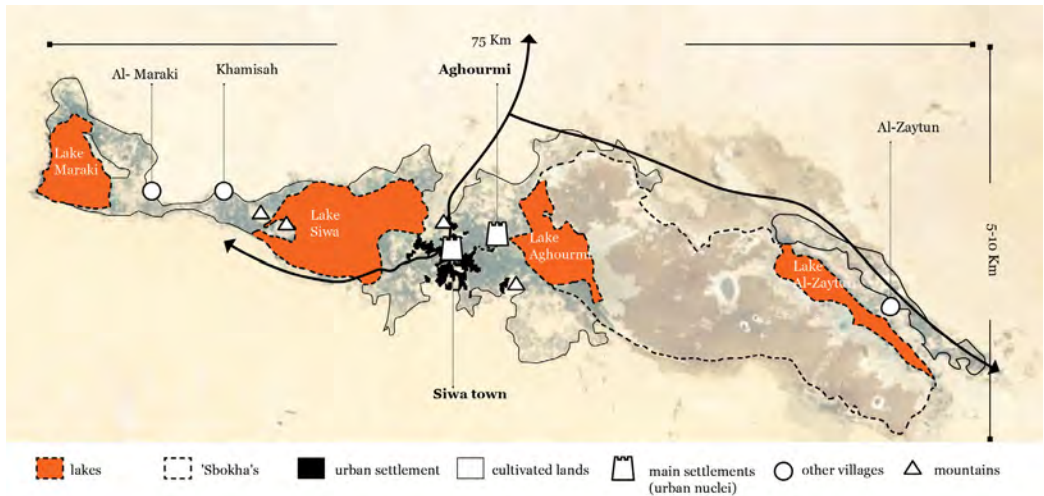 75 Km
Aghourmi
Al- Maraki
Khamisah
Al-Zaytun
Lake
Maraki
Lake
Siwa
Lake
Aghourmi
Lake
Al-Zaytun
5-10 Km
Siwa town
lakes
'Sbokha's
urban settlement
cultivated lands
main settlements
(urban nuclei)
other villages
mountains